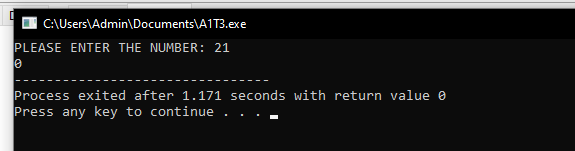 C:\Users\Admin\Documents\A1T3.exe
PLEASE ENTER THE NUMBER: 21
0
--------------------------------
Process exited after 1.171 seconds with return value 0
Press any key to continue . . .